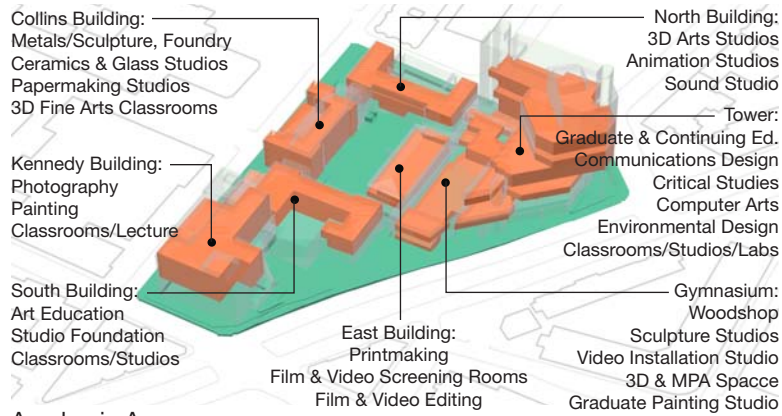 Collins Building:
Metals/Sculpture, Foundry
Ceramics & Glass Studios
Papermaking Studios
3D Fine Arts Classrooms
North Building:
3D Arts Studios
Animation Studios
Sound Studio
Kennedy Building:
Photography
Painting
Classrooms/Lecture
Tower:
Graduate & Continuing Ed.
Communications Design
Critical Studies
Computer Arts
Environmental Design
Classrooms/Studios/Labs
South Building:
Art Education
Studio Foundation
Classrooms/Studios
East Building:
Printmaking
Film & Video Screening Rooms
Film & Video Editing
Gymnasium:
Woodshop
Sculpture Studios
Video Installation Studio
3D & MPA Spacce
Graduate Painting Studio